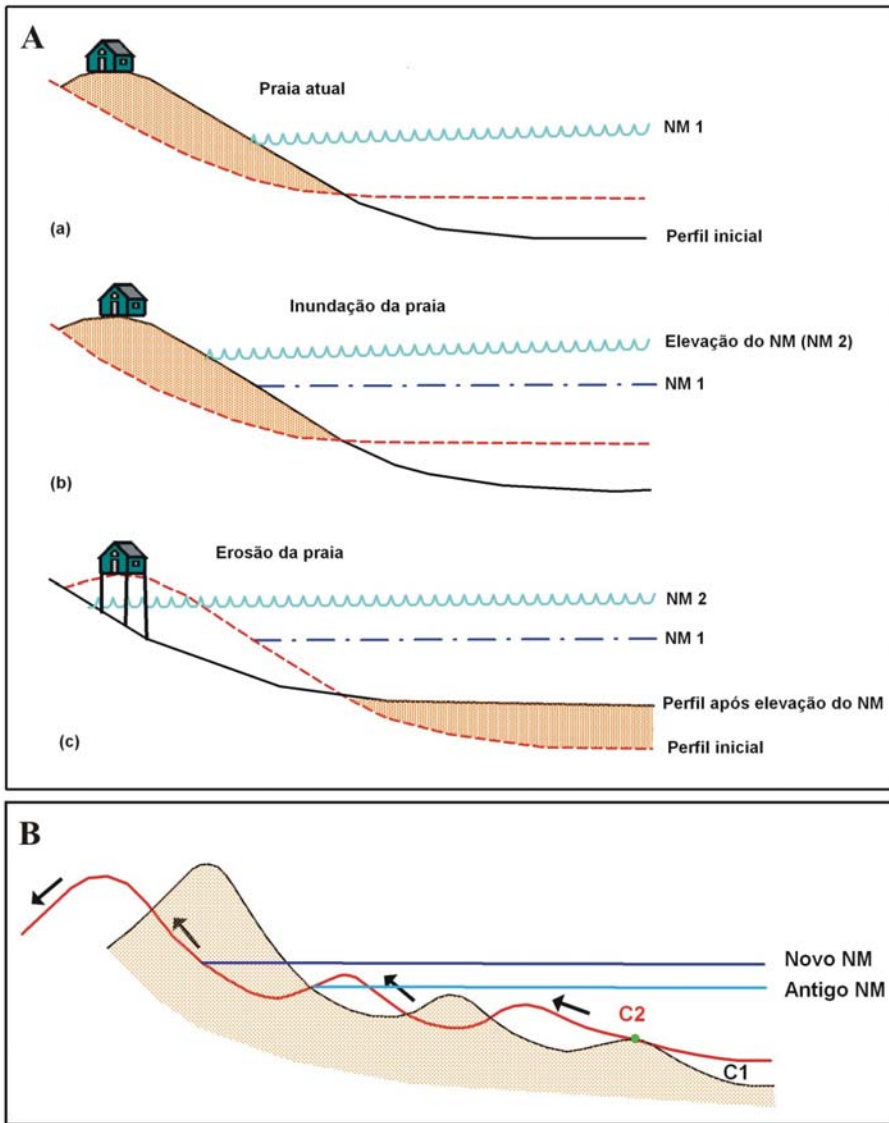 A
Praia atual
NM 1
(a)
Perfil inicial
Inundação da praia
Elevação do NM (NM 2)
NM 1
(b)
Erosão da praia
NM 2
NM 1
Perfil após elevação do NM
(c)
Perfil inicial
B
Novo NM
Antigo NM
C2
C1